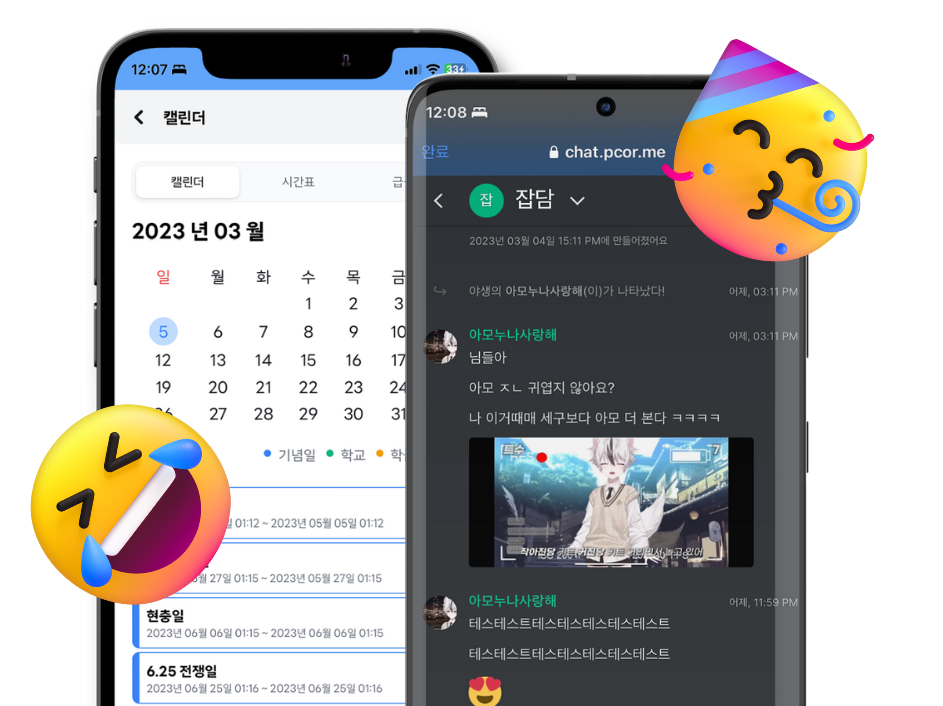 12:07
33
캘린더
캘린더
시간표
급
2023 년 03 월
일 월 화 수 목 금
1 2 3
5 6 7 8 9 10
12 13 14 15 16 17
19 20 21 22 23 24
26 27 28 29 30 31
기념일 학교 학
일 01:12 ~ 2023년 05월 05일 01:12
월 27일 01:15 ~ 2023년 05월 27일 01:15
현충일
2023년 06월 06일 01:15 ~ 2023년 06월 06일 01:15
6.25 전쟁일
2023년 06월 25일 01:16 ~ 2023년 06월 25일 01:16
12:08
완료
chat.pcor.me
잡
잡담
2023년 03월 04일 15:11 PM에 만들어졌어요
야생의 아모누나사랑해(이)가 나타났다!
어제, 03:11 PM
아모누나사랑해
어제, 03:11 PM
님들아
아모 ㅈㄴ 귀엽지 않아요?
나 이거때매 세구보다 아모 더 본다 ㅋㅋㅋㅋ
아모누나사랑해
어제, 11:59 PM
테스테스트테스테스테스테스테스트
테스테스트테스테스테스테스테스트